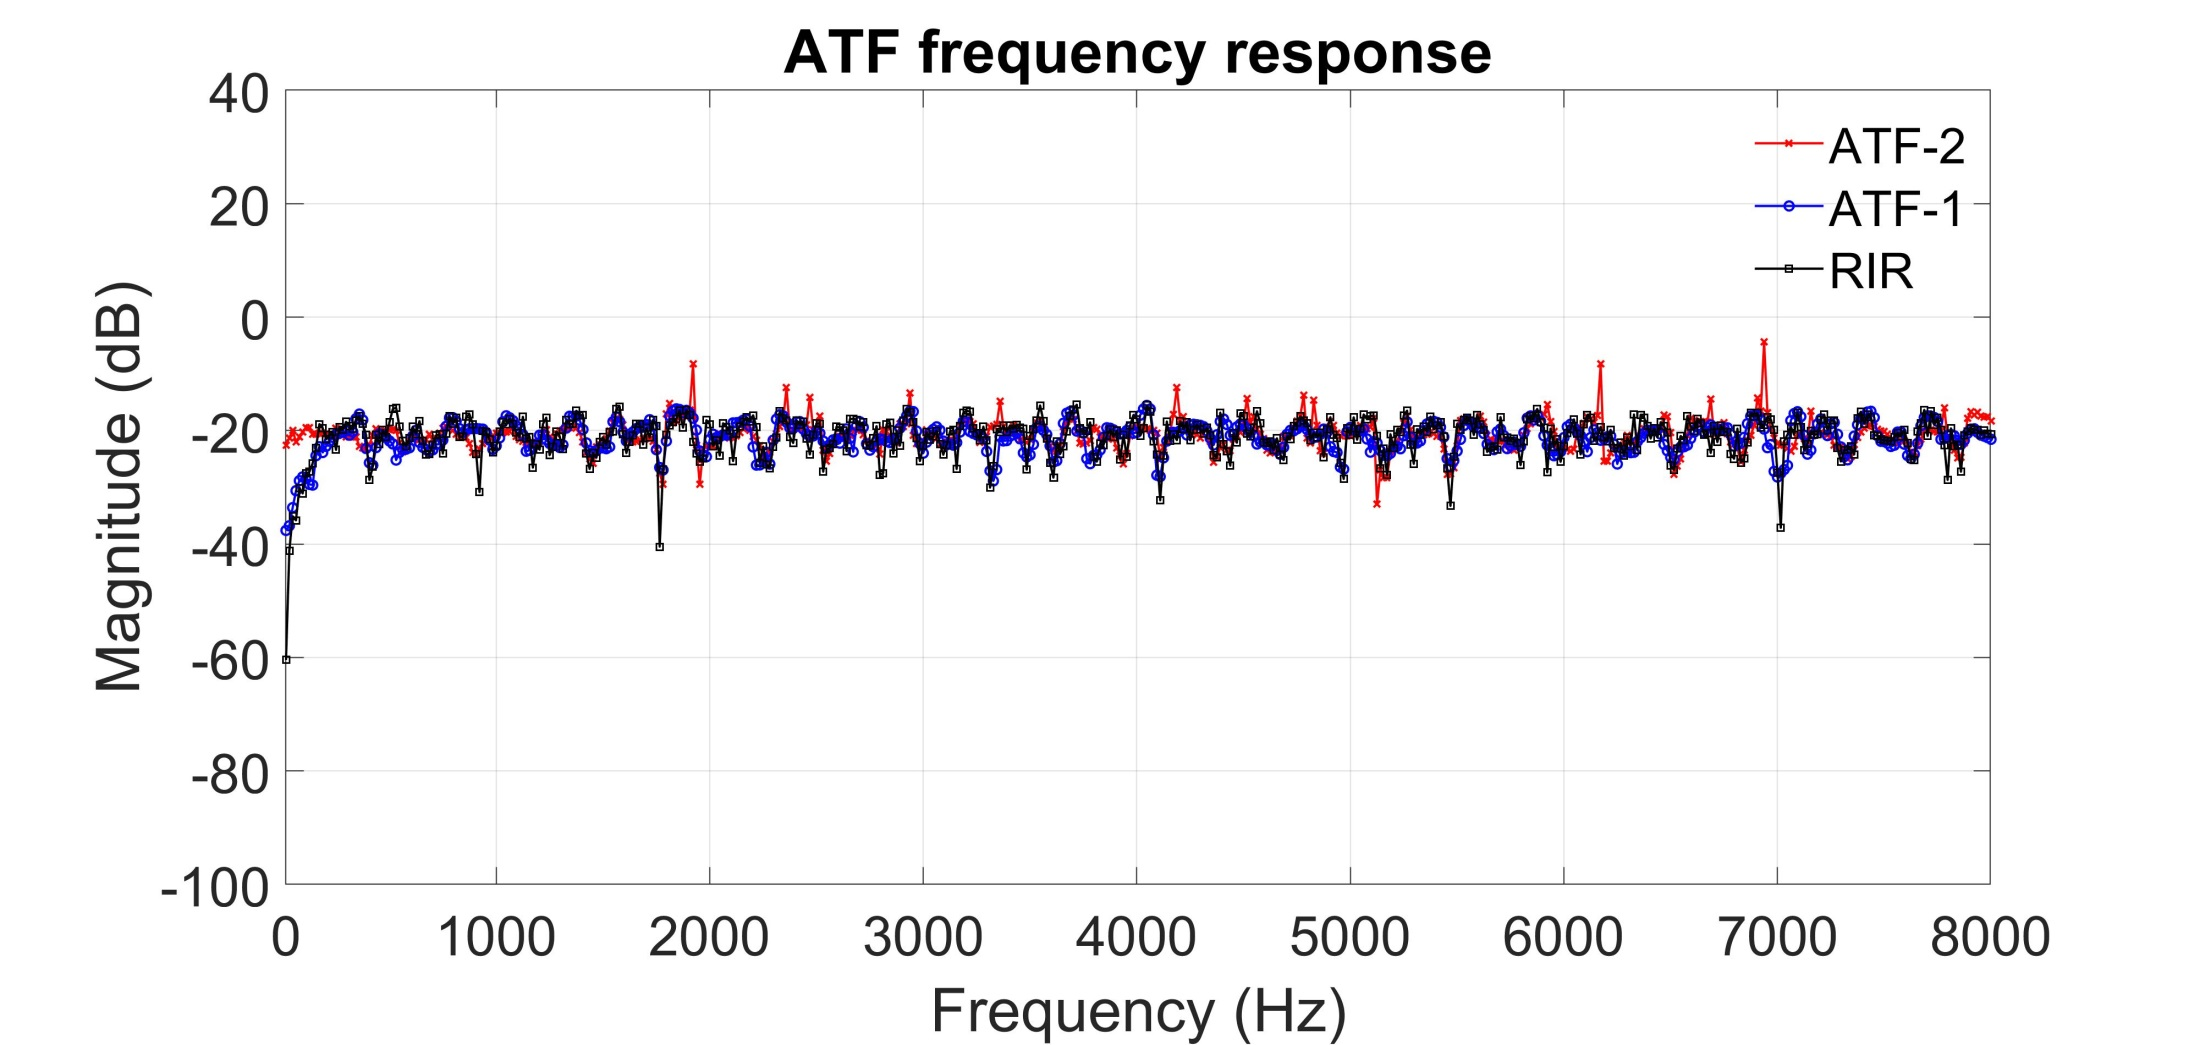 ATF frequency response
40
20
0
-20
-40
-60
-80
-100
Magnitude (dB)
ATF-2
ATF-1
RIR
0 1000 2000 3000 4000 5000 6000 7000 8000
Frequency (Hz)